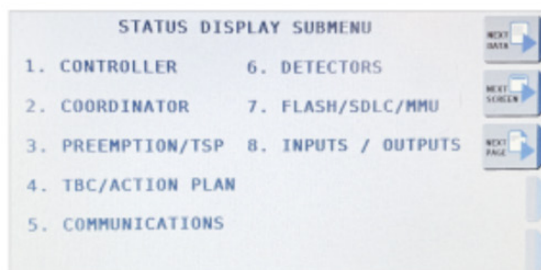 STATUS DISPLAY SUBMENU
1. CONTROLLER
2. COORDINATOR
3. PREEMPTION/TSP
4. TBC/ACTION PLAN
5. COMMUNICATIONS
6. DETECTORS
7. FLASH/SDLC/MMU
8. INPUTS / OUTPUTS
NEXT
DATA
NEXT
SCREEN
NEXT
PAGE